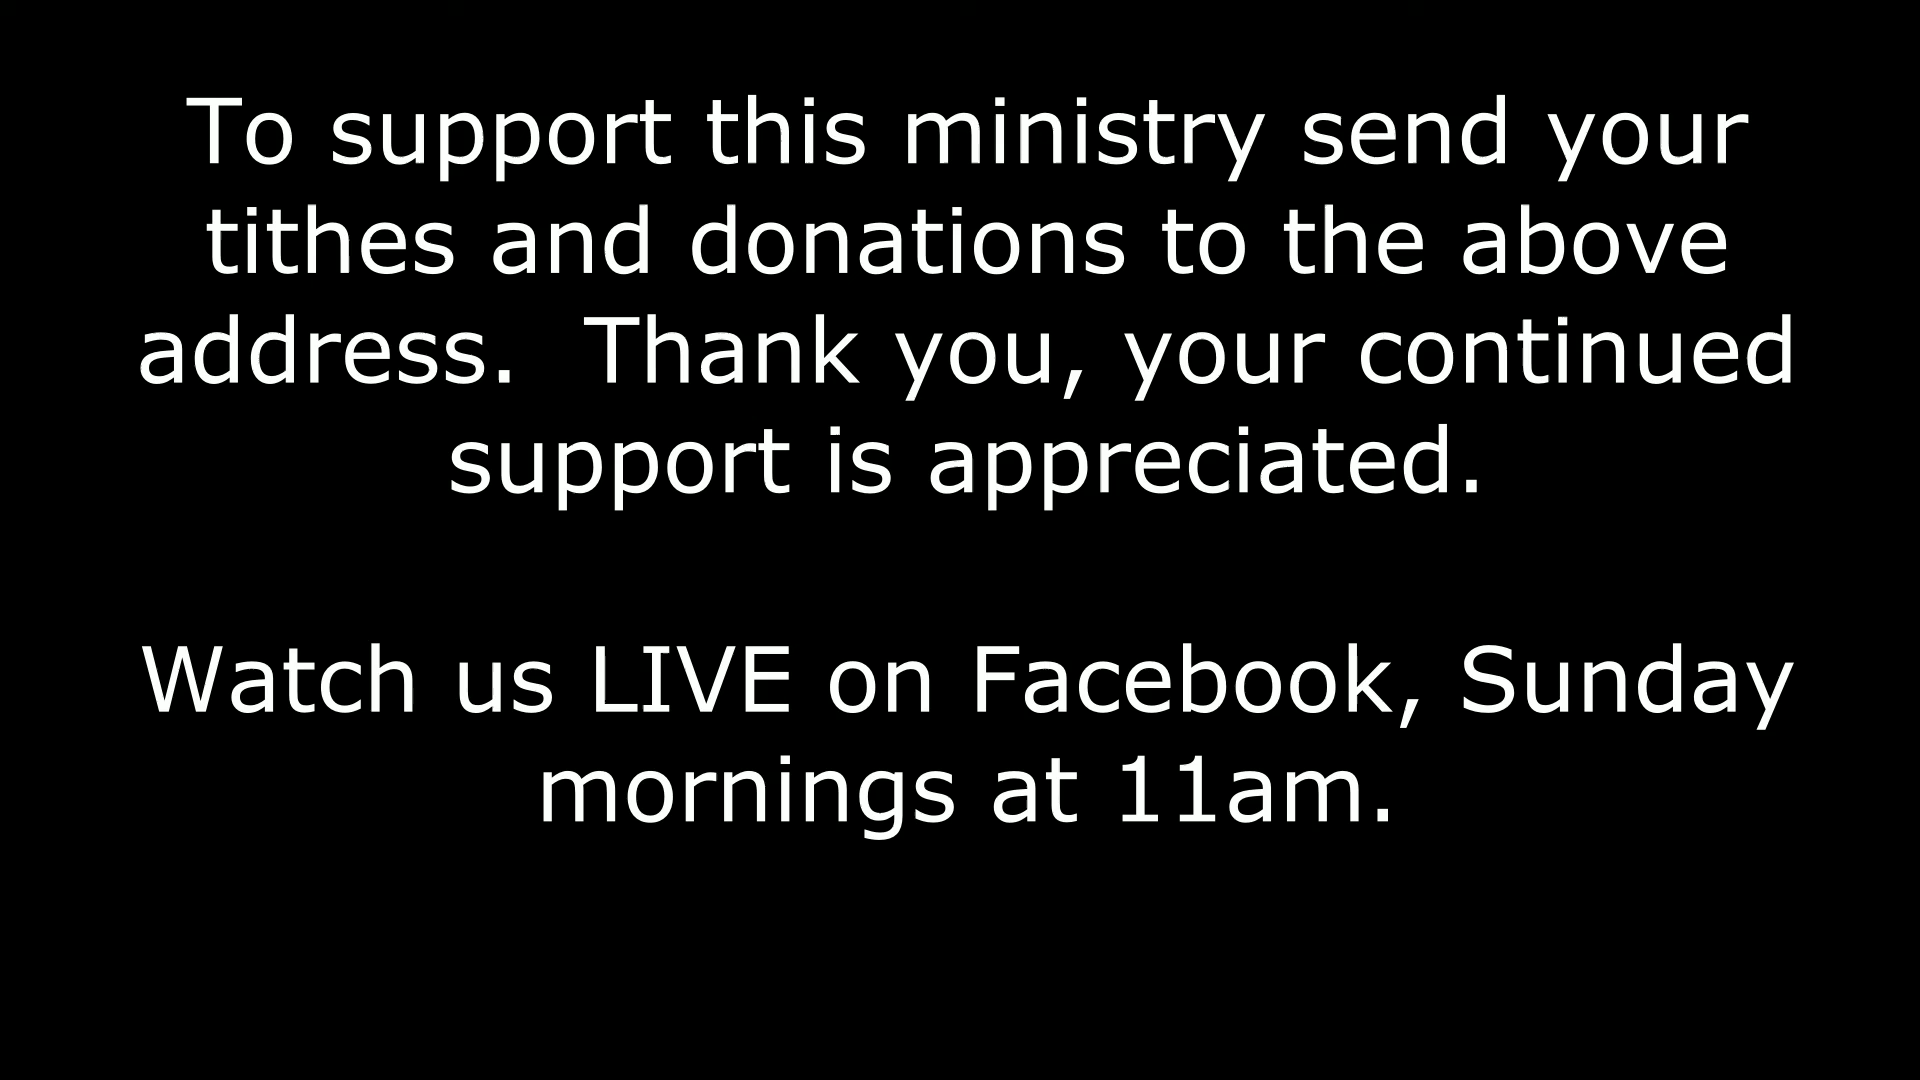 To support this ministry send your
tithes and donations to the above
address.  Thank you, your continued
support is appreciated.
Watch us LIVE on Facebook, Sunday
mornings at 11am.